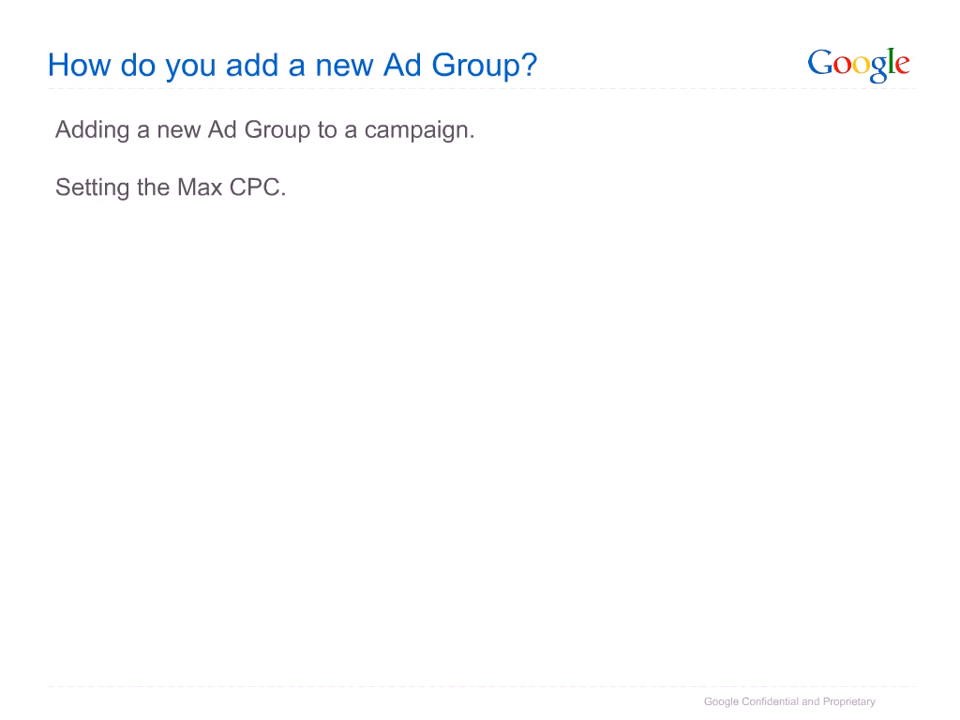 How do you add a new Ad Group?
Google
Adding a new Ad Group to a campaign.
Setting the Max CPC.
Google Confidential and Proprietary